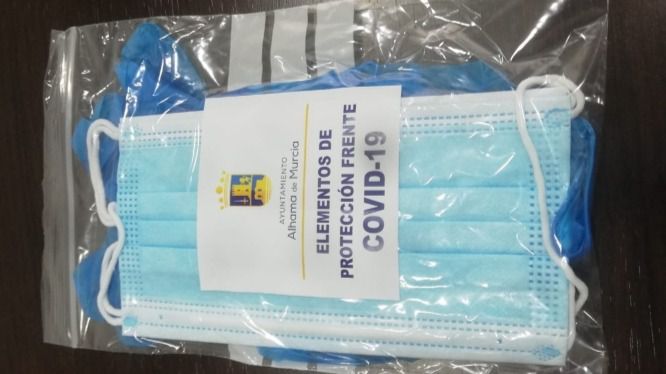 AYUNTAMIENTO
Alhama de Murcia
ELEMENTOS DE
PROTECCIÓN FRENTE
COVID-19